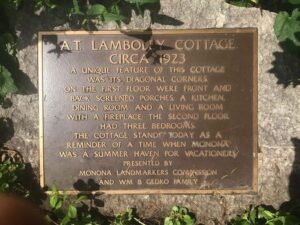 A.T. LAMBOLEY COTTAGE
CIRCA 1923
A UNIQUE FEATURE OF THIS COTTAGE
WAS ITS DIAGONAL CORNERS.
ON THE FIRST FLOOR WERE FRONT AND
BACK SCREENED PORCHES, A KITCHEN,
DINING ROOM, AND A LIVING ROOM
WITH A FIREPLACE. THE SECOND FLOOR
HAD THREE BEDROOMS.
THE COTTAGE STANDS TODAY AS A
REMINDER OF A TIME WHEN MONONA
WAS A SUMMER HAVEN FOR VACATIONERS
PRESENTED BY
MONONA LANDMARKERS COMMISSION
AND WM B GEDKO FAMILY